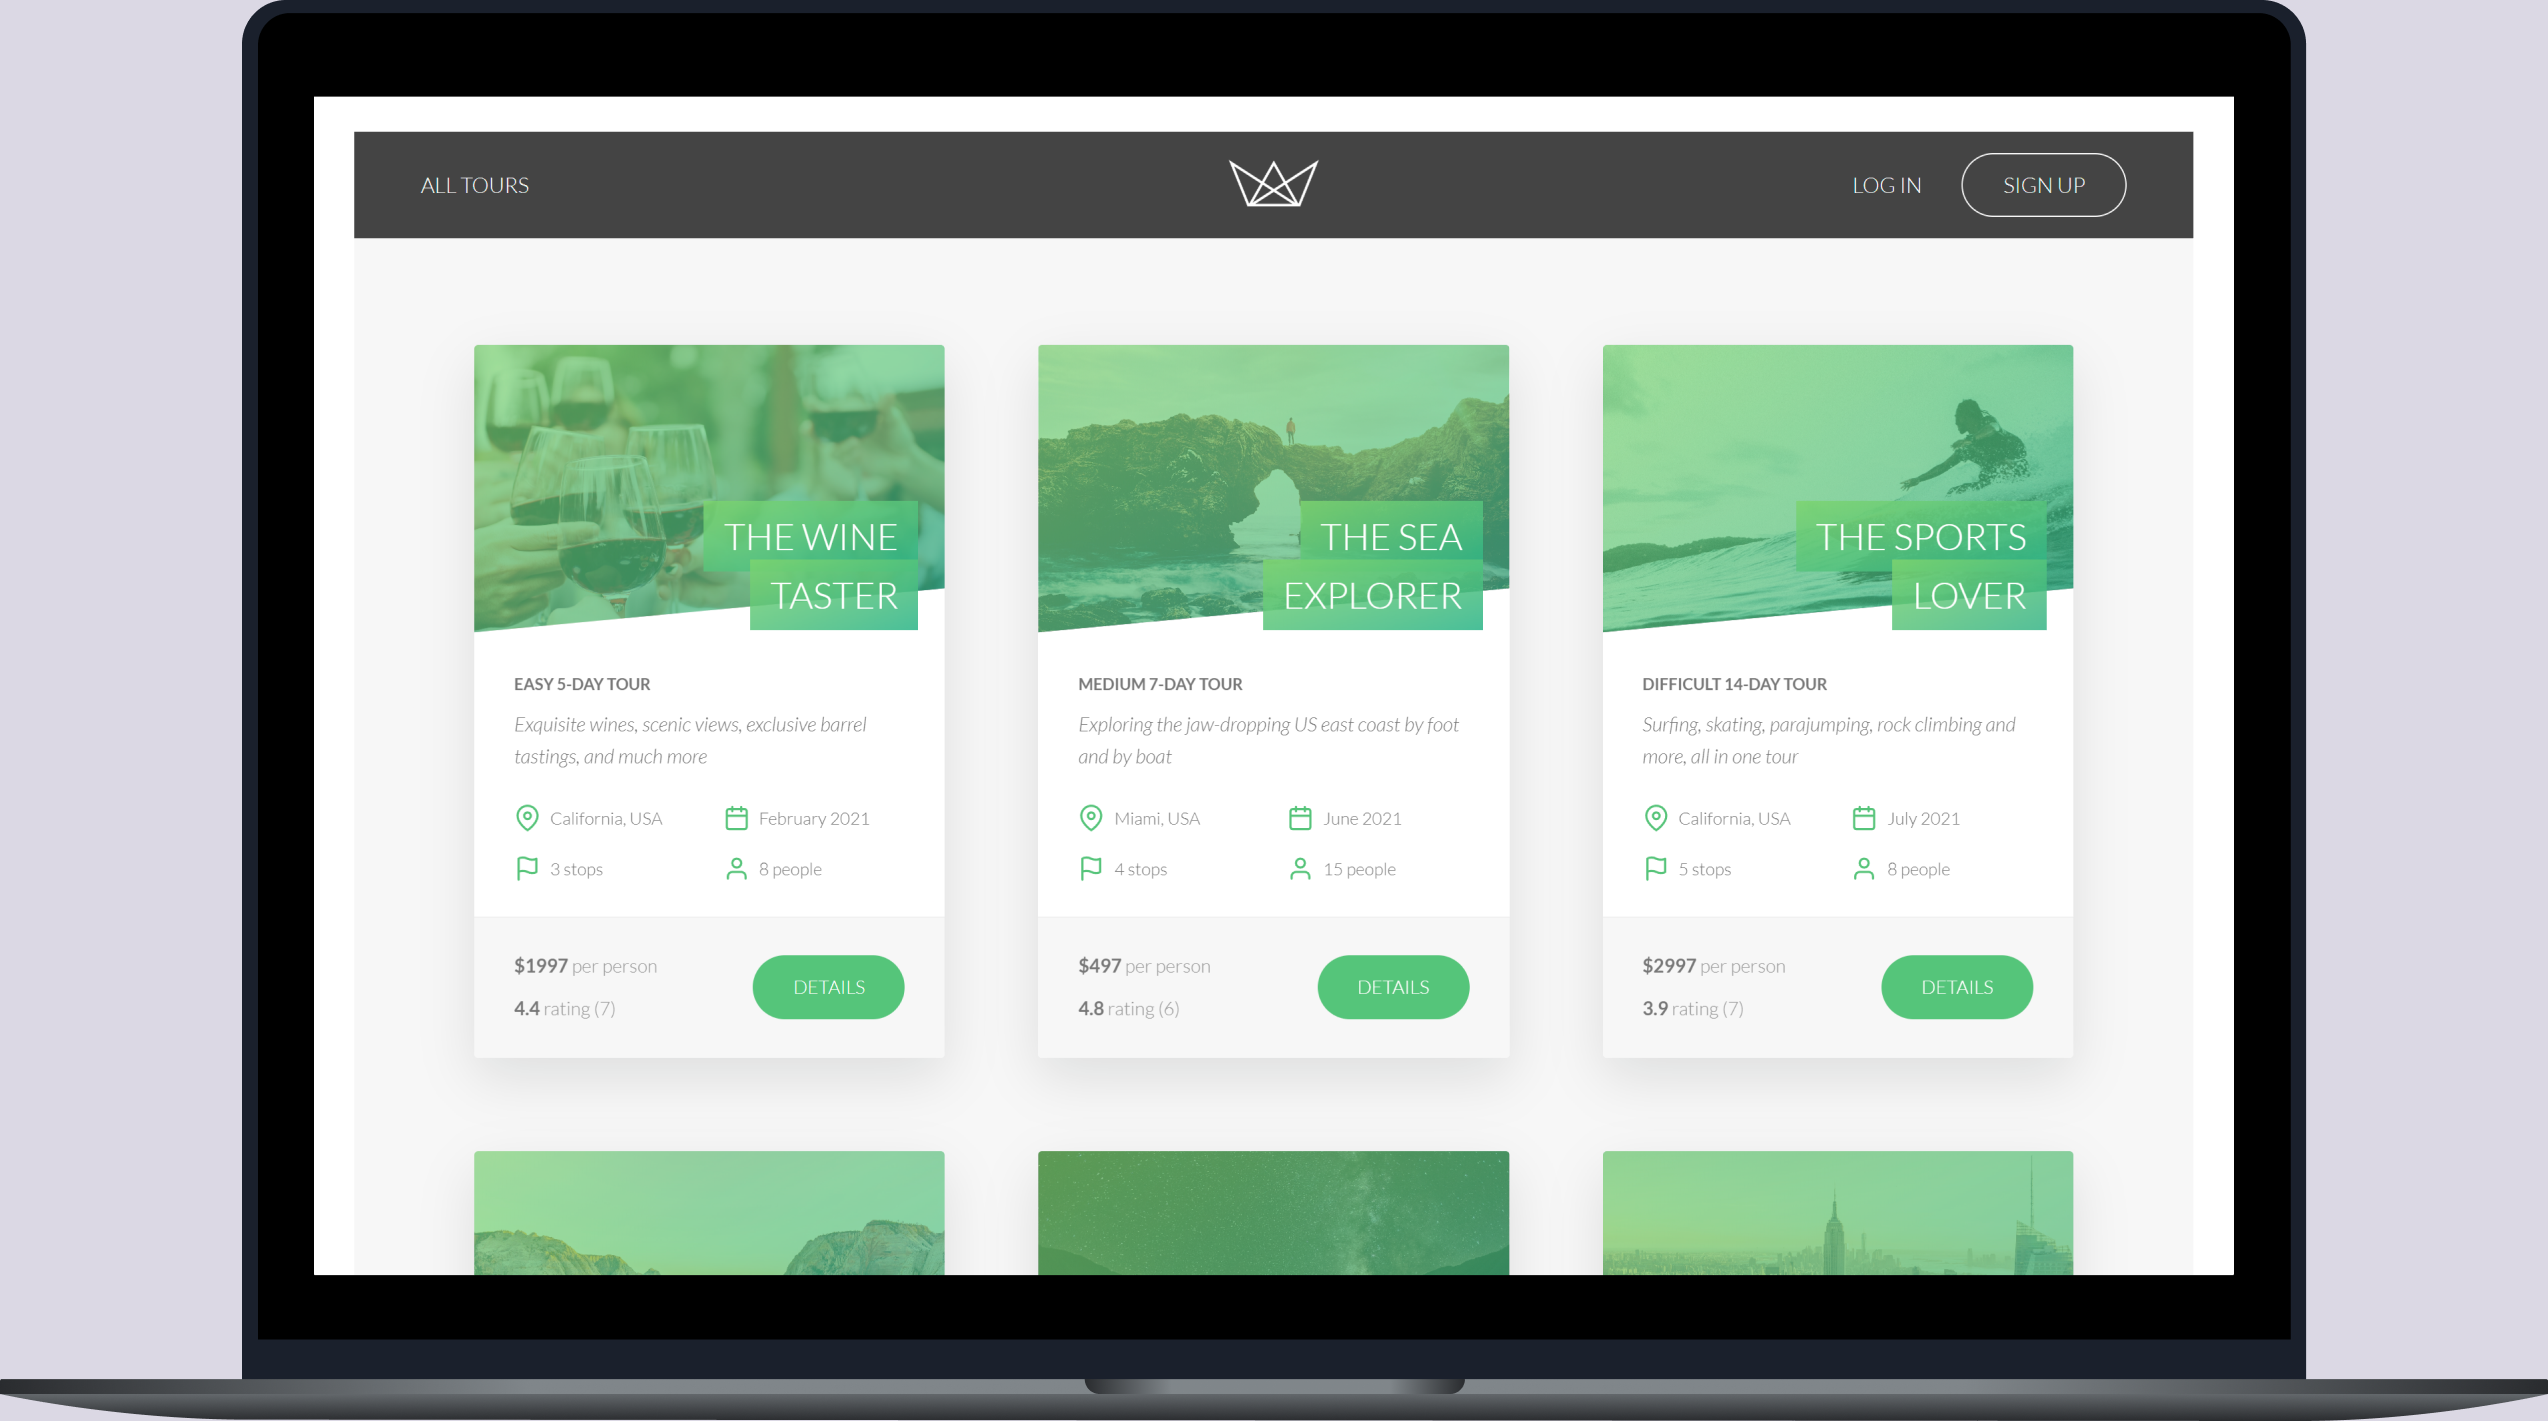 ALL TOURS
LOG IN
SIGN UP
THE WINE
TASTER
EASY 5-DAY TOUR
Exquisite wines, scenic views, exclusive barrel
tastings, and much more
California, USA
February 2021
3 stops
8 people
$1997 per person
4.4 rating (7)
DETAILS
THE SEA
EXPLORER
MEDIUM 7-DAY TOUR
Exploring the jaw-dropping US east coast by foot
and by boat
Miami, USA
June 2021
4 stops
15 people
$497 per person
4.8 rating (6)
DETAILS
THE SPORTS
LOVER
DIFFICULT 14-DAY TOUR
Surfing, skating, parajumping, rock climbing and
more, all in one tour
California, USA
July 2021
5 stops
8 people
$2997 per person
3.9 rating (7)
DETAILS